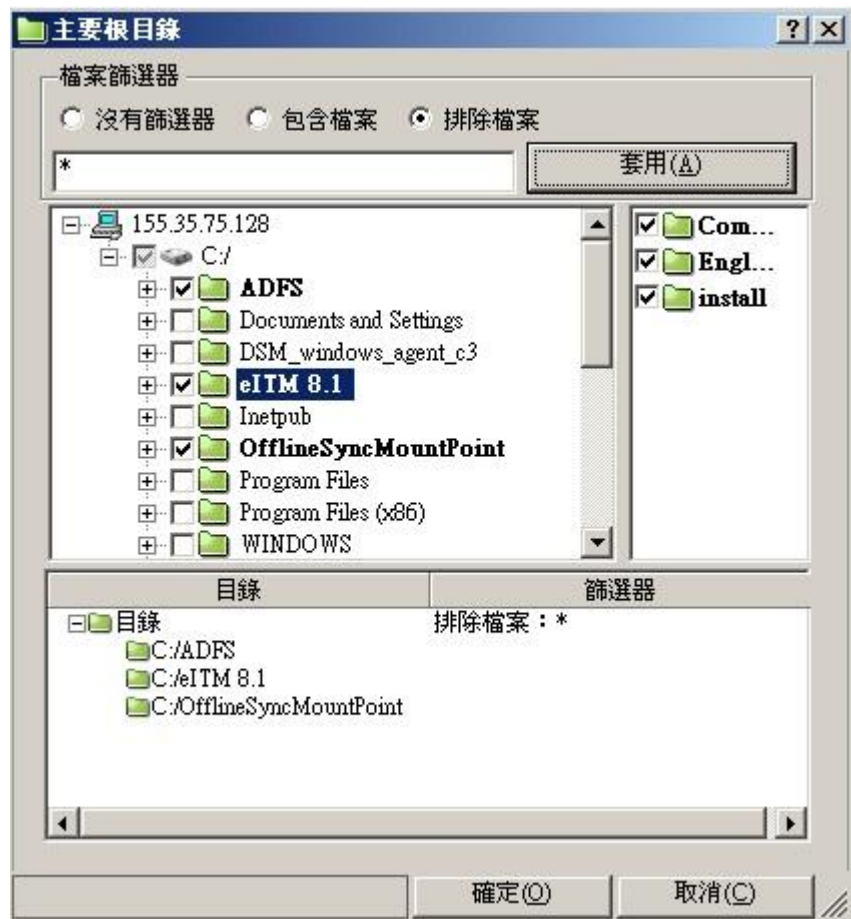 主要根目錄
檔案篩選器
沒有篩選器 包含檔案 排除檔案
* 套用(A)
155.35.75.128
C:/
ADFS
Documents and Settings
DSM_windows_agent_c3
eITM 8.1
Inetpub
OfflineSyncMountPoint
Program Files
Program Files (x86)
WINDOWS
Com...
Engl...
install
目錄 篩選器
目錄 排除檔案：*
C:/ADFS
C:/eITM 8.1
C:/OfflineSyncMountPoint
確定(O) 取消(C)